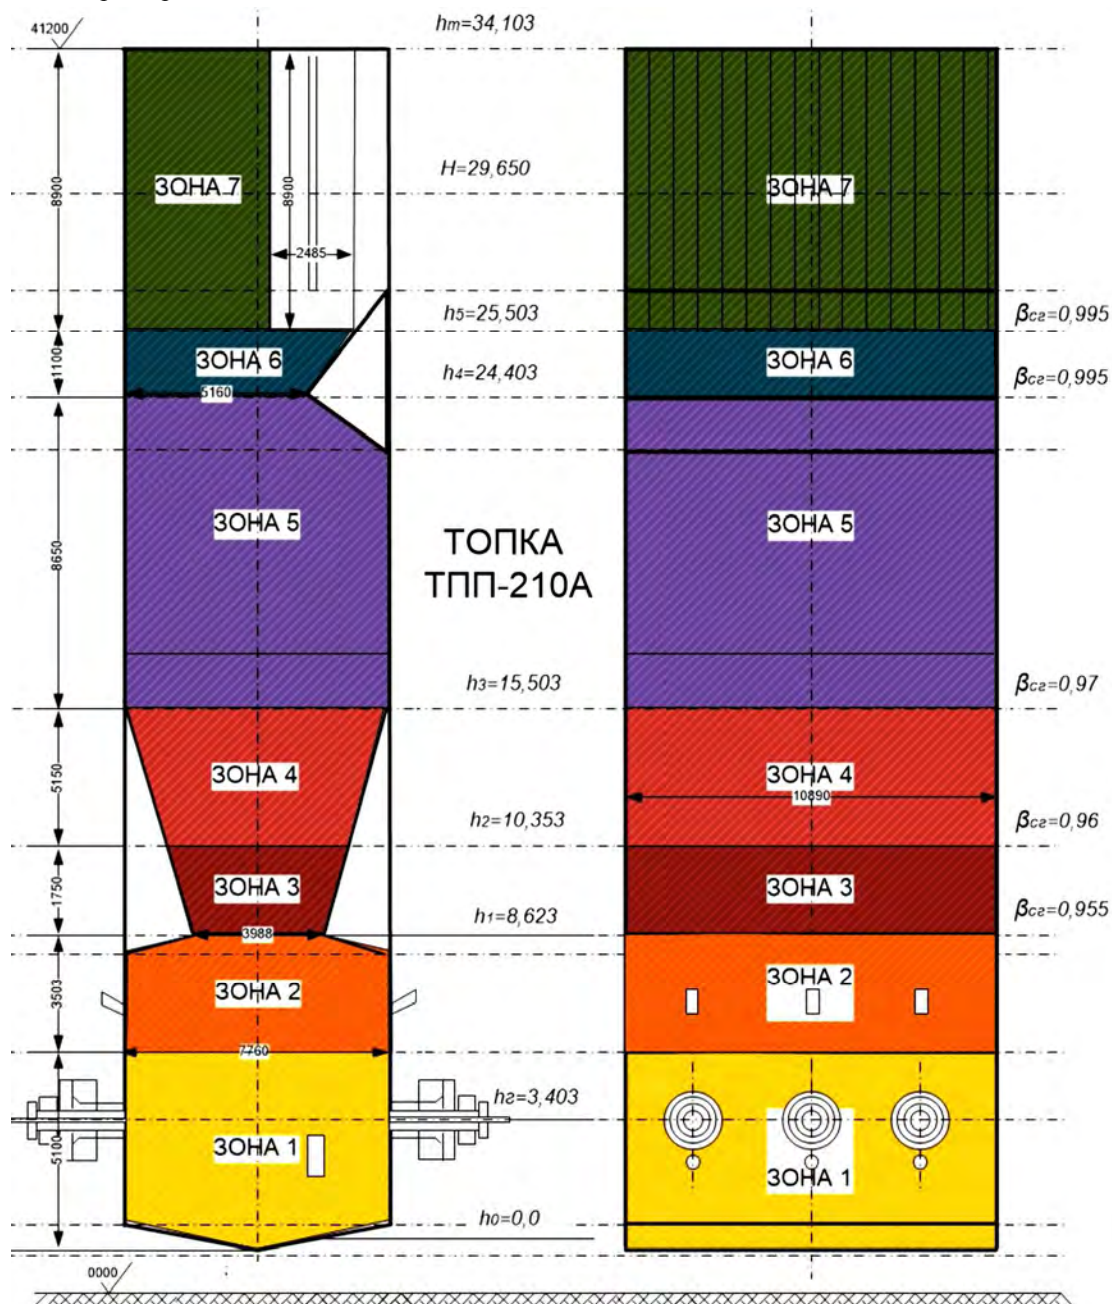 41200
hт=34,103
8900
ЗОНА 7
8900
2485
H=29,650
ЗОНА 7
h5=25,503
βсг=0,995
1100
ЗОНА 6
5160
h4=24,403
ЗОНА 6
βсг=0,995
8650
ЗОНА 5
ТОПКА
ТПП-210А
ЗОНА 5
h3=15,503
βсг=0,97
5150
ЗОНА 4
ЗОНА 4
10890
h2=10,353
βсг=0,96
1750
ЗОНА 3
3988
h1=8,623
ЗОНА 3
βсг=0,955
3503
ЗОНА 2
7760
ЗОНА 2
hг=3,403
5100
ЗОНА 1
ЗОНА 1
h0=0,0
0000